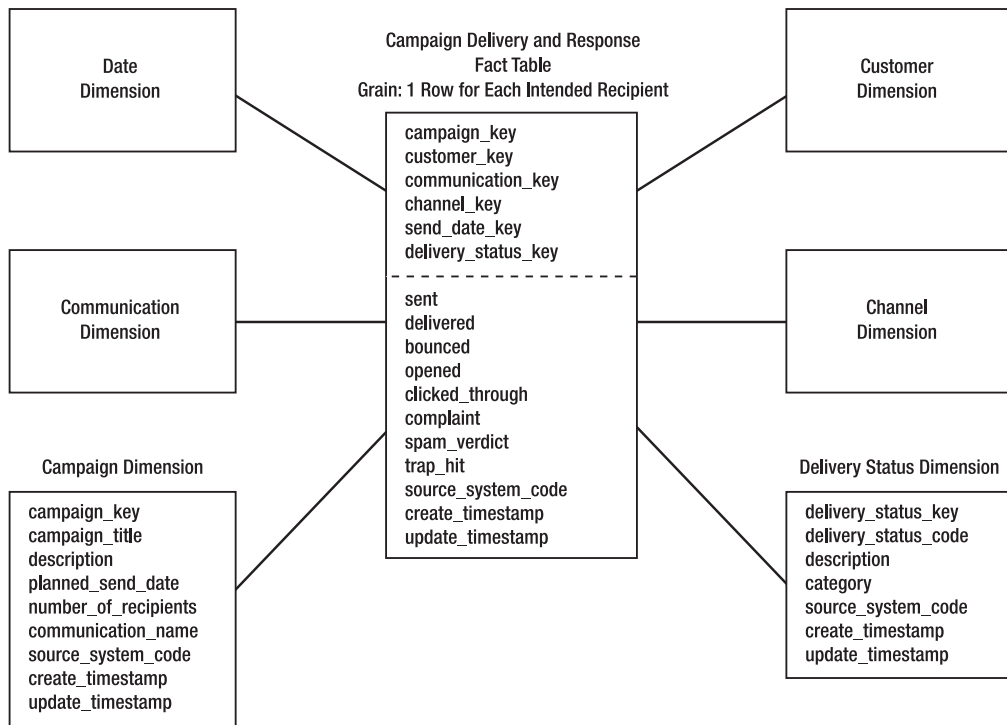 Date
Dimension
Campaign Delivery and Response
Fact Table
Grain: 1 Row for Each Intended Recipient
Customer
Dimension
campaign_key
customer_key
communication_key
channel_key
send_date_key
delivery_status_key
sent
delivered
bounced
opened
clicked_through
complaint
spam_verdict
trap_hit
source_system_code
create_timestamp
update_timestamp
Communication
Dimension
Channel
Dimension
Campaign Dimension
campaign_key
campaign_title
description
planned_send_date
number_of_recipients
communication_name
source_system_code
create_timestamp
update_timestamp
Delivery Status Dimension
delivery_status_key
delivery_status_code
description
category
source_system_code
create_timestamp
update_timestamp